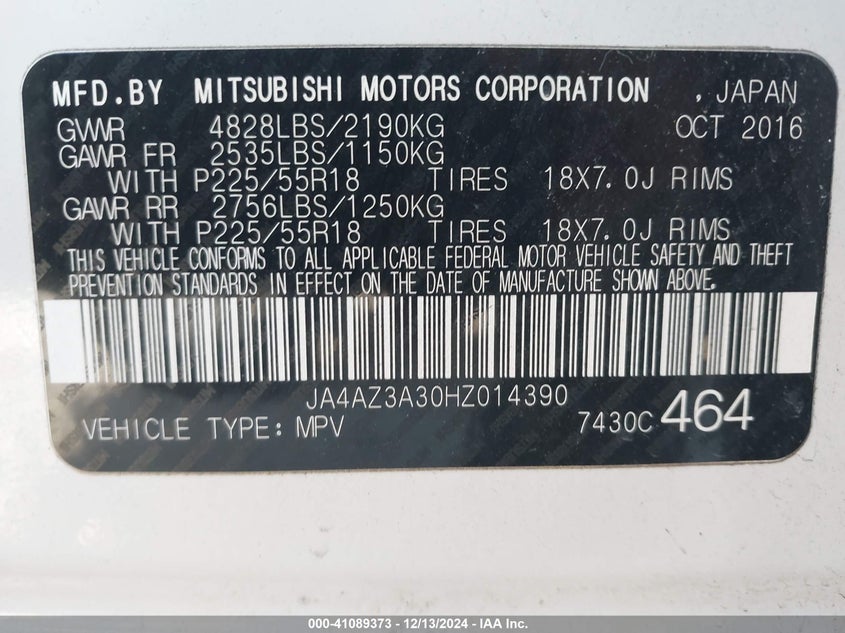 MFD.BY MITSUBISHI MOTORS CORPORATION , JAPAN
GVWR 4828LBS/2190KG OCT 2016
GAWR FR 2535LBS/1150KG
WITH P225/55R18 TIRES 18X7.0J RIMS
GAWR RR 2756LBS/1250KG
WITH P225/55R18 TIRES 18X7.0J RIMS
THIS VEHICLE CONFORMS TO ALL APPLICABLE FEDERAL MOTOR VEHICLE SAFETY AND THEFT
PREVENTION STANDARDS IN EFFECT ON THE DATE OF MANUFACTURE SHOWN ABOVE.
JA4AZ3A30HZ014390
VEHICLE TYPE: MPV 7430C 464
000-41089373 - 12/13/2024 - IAA Inc.